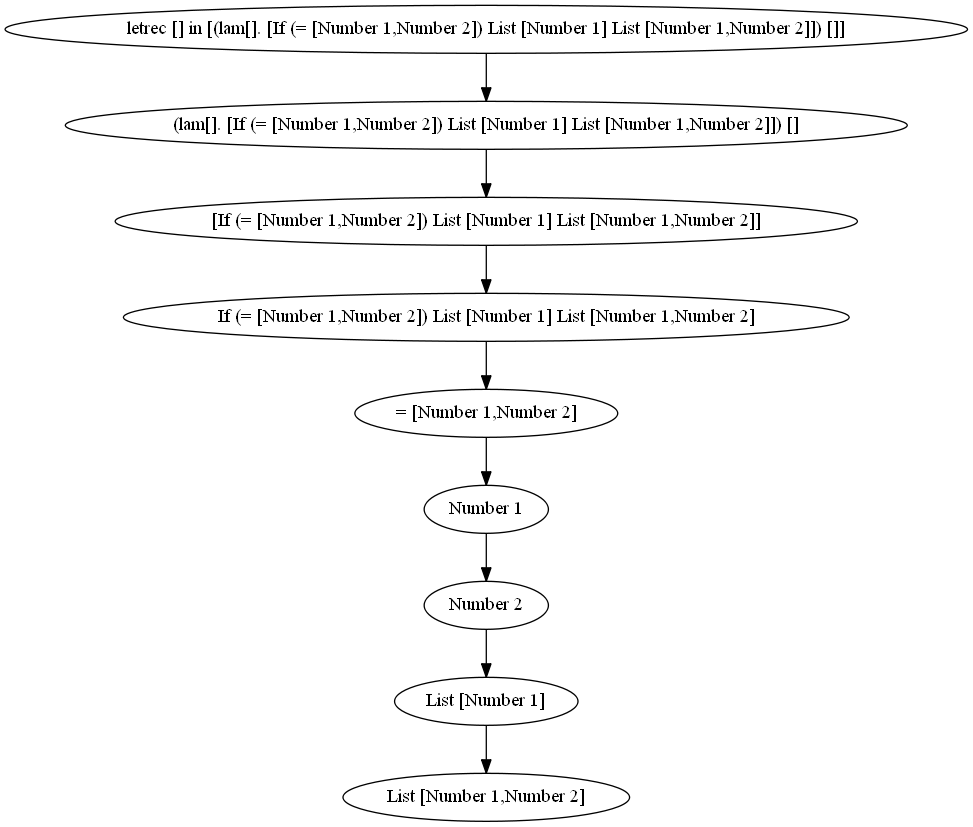 letrec [] in [(lam[]. [If (= [Number 1,Number 2]) List [Number 1] List [Number 1,Number 2]]) []]
(lam[]. [If (= [Number 1,Number 2]) List [Number 1] List [Number 1,Number 2]]) []
[If (= [Number 1,Number 2]) List [Number 1] List [Number 1,Number 2]]
If (= [Number 1,Number 2]) List [Number 1] List [Number 1,Number 2]
= [Number 1,Number 2]
Number 1
Number 2
List [Number 1]
List [Number 1,Number 2]